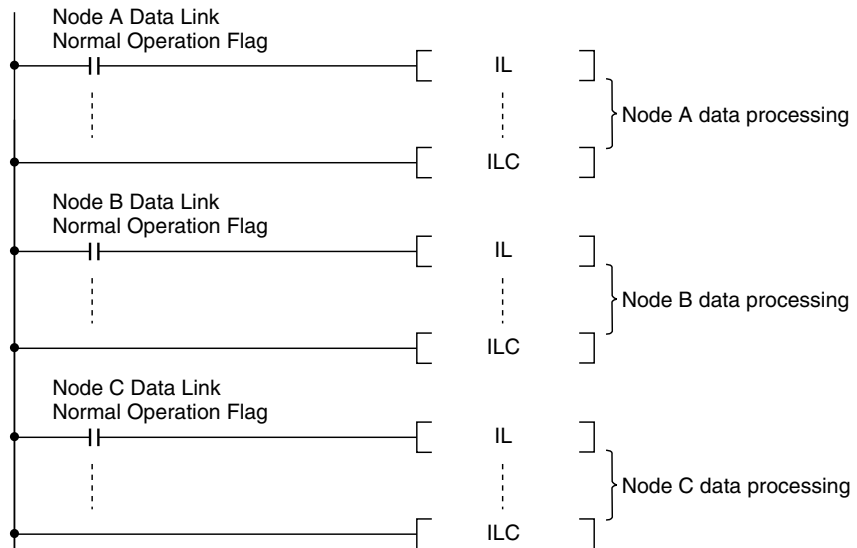 Node A Data Link
Normal Operation Flag
IL
Node A data processing
ILC
Node B Data Link
Normal Operation Flag
IL
Node B data processing
ILC
Node C Data Link
Normal Operation Flag
IL
Node C data processing
ILC